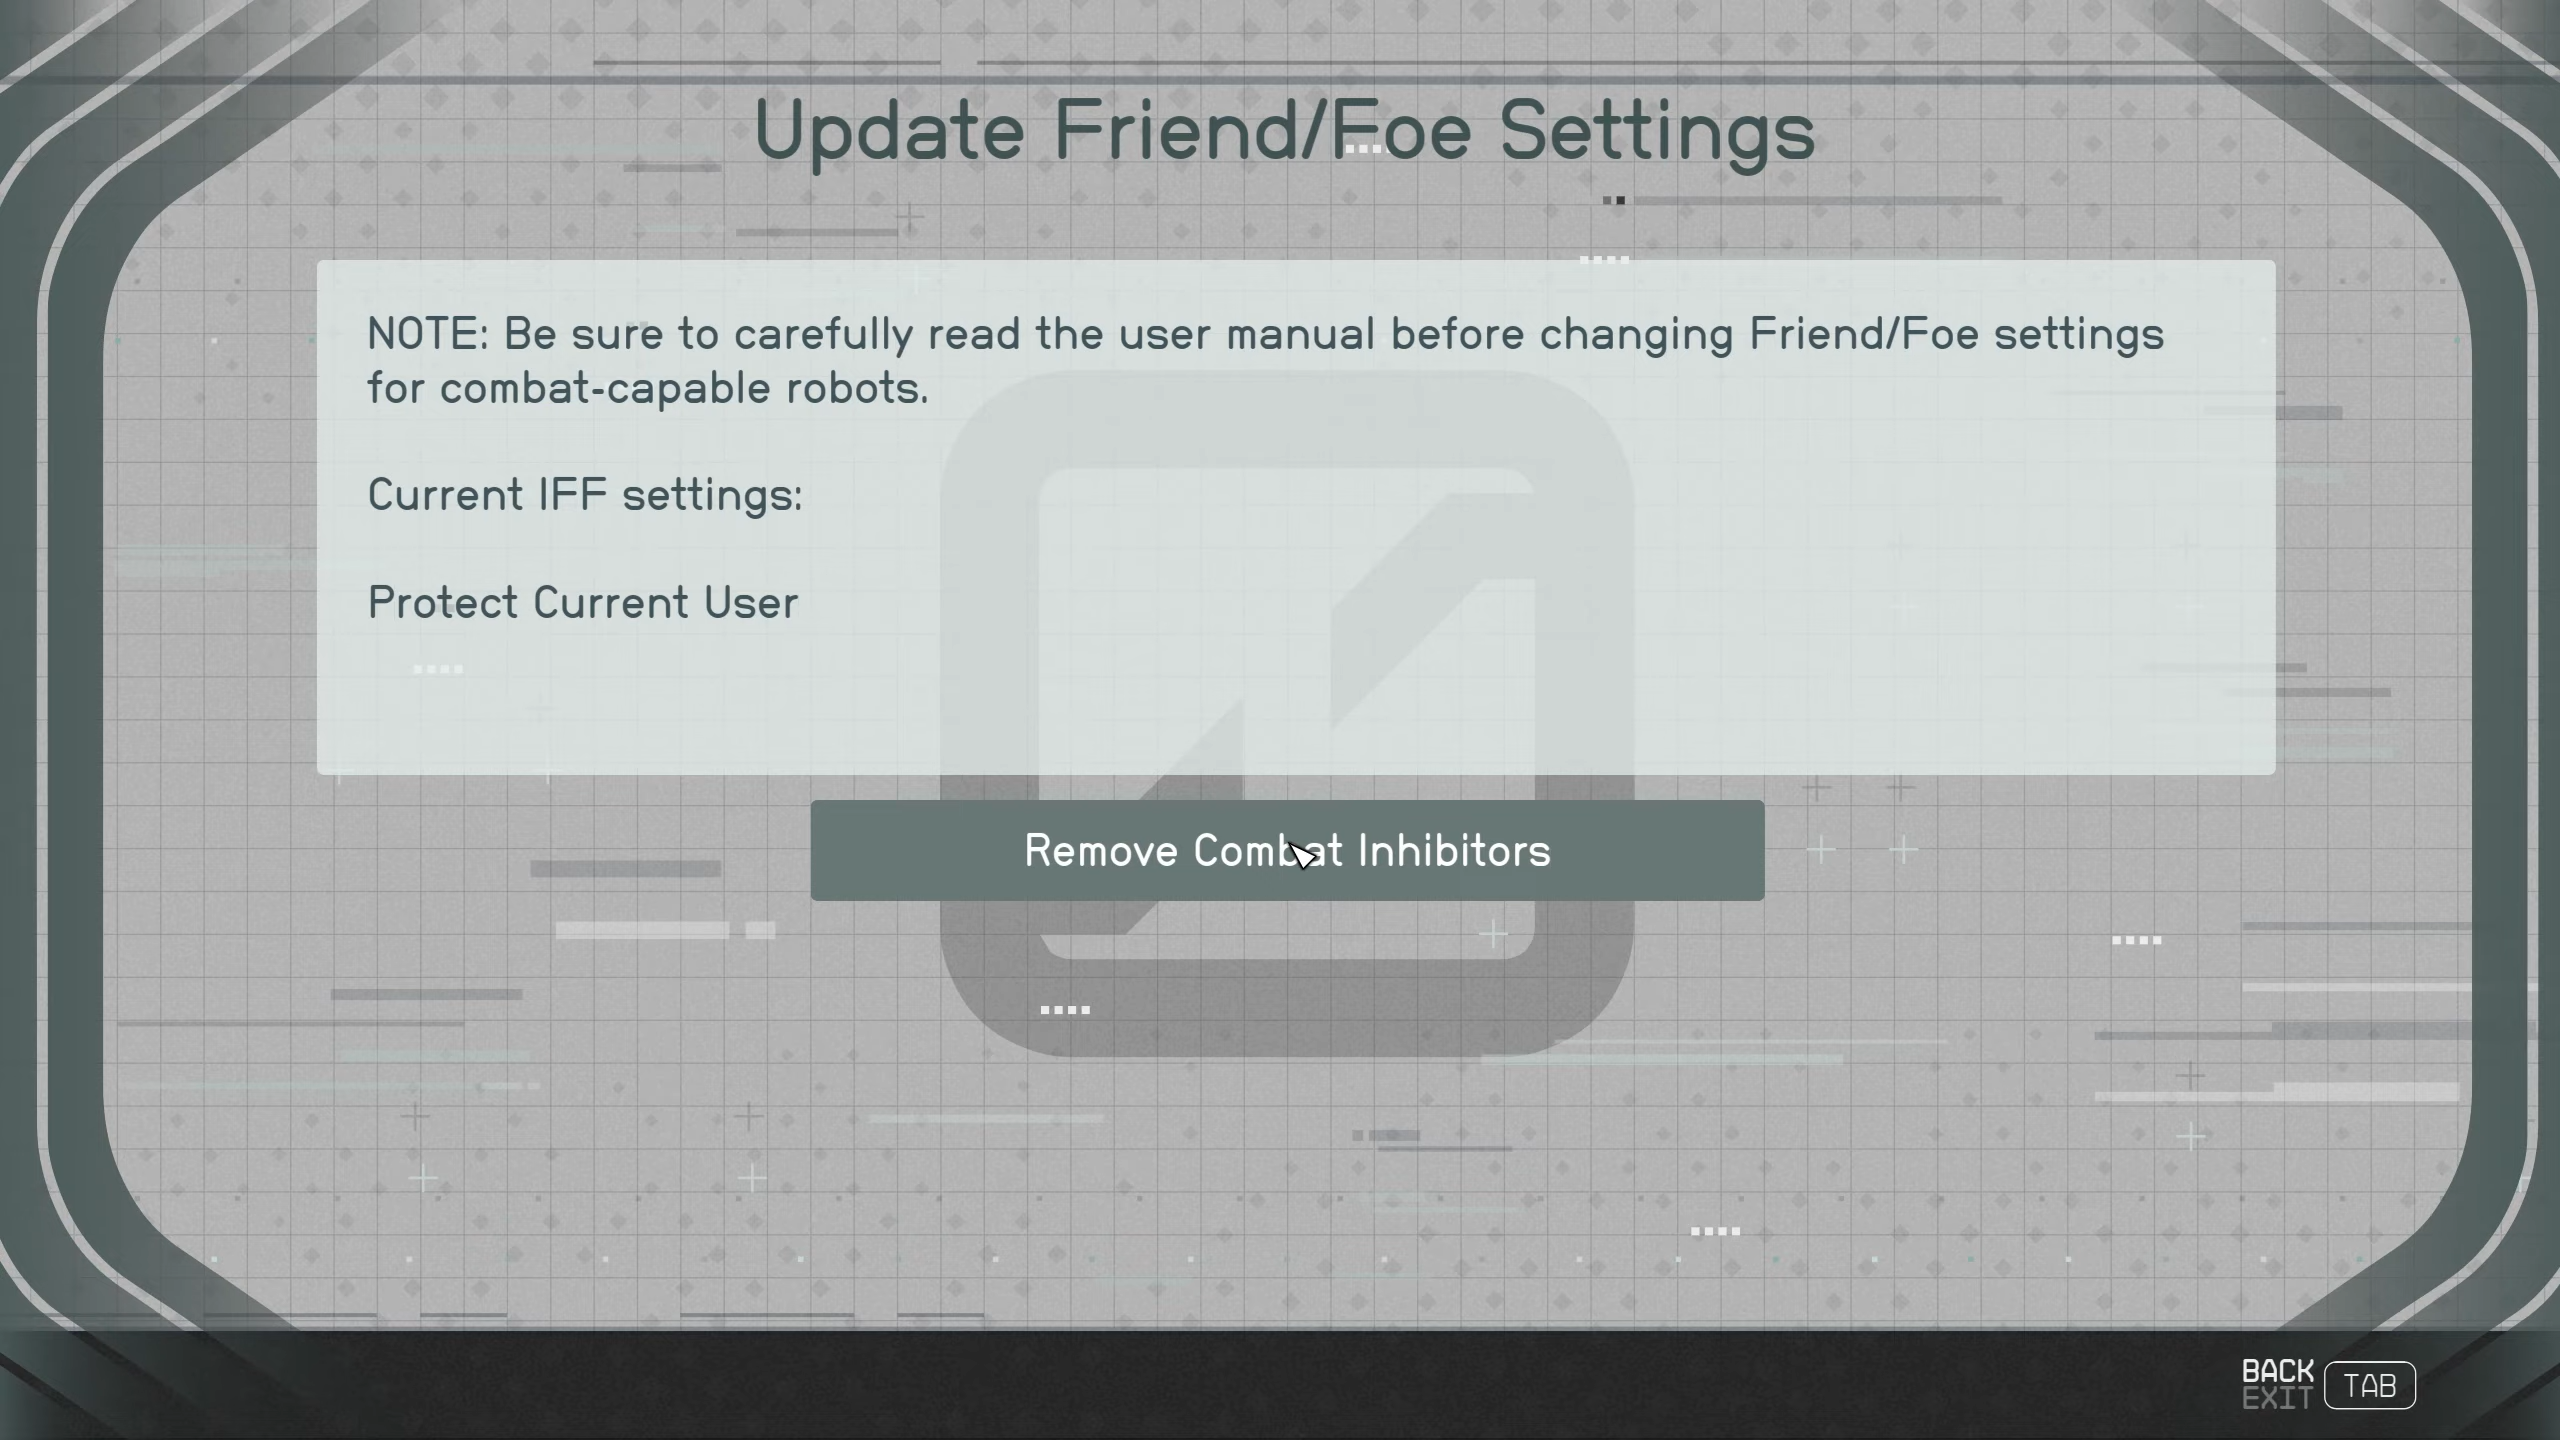 Update Friend/Foe Settings
NOTE: Be sure to carefully read the user manual before changing Friend/Foe settings
for combat-capable robots.
Current IFF settings:
Protect Current User
Remove Combat Inhibitors
BACK
EXIT
TAB